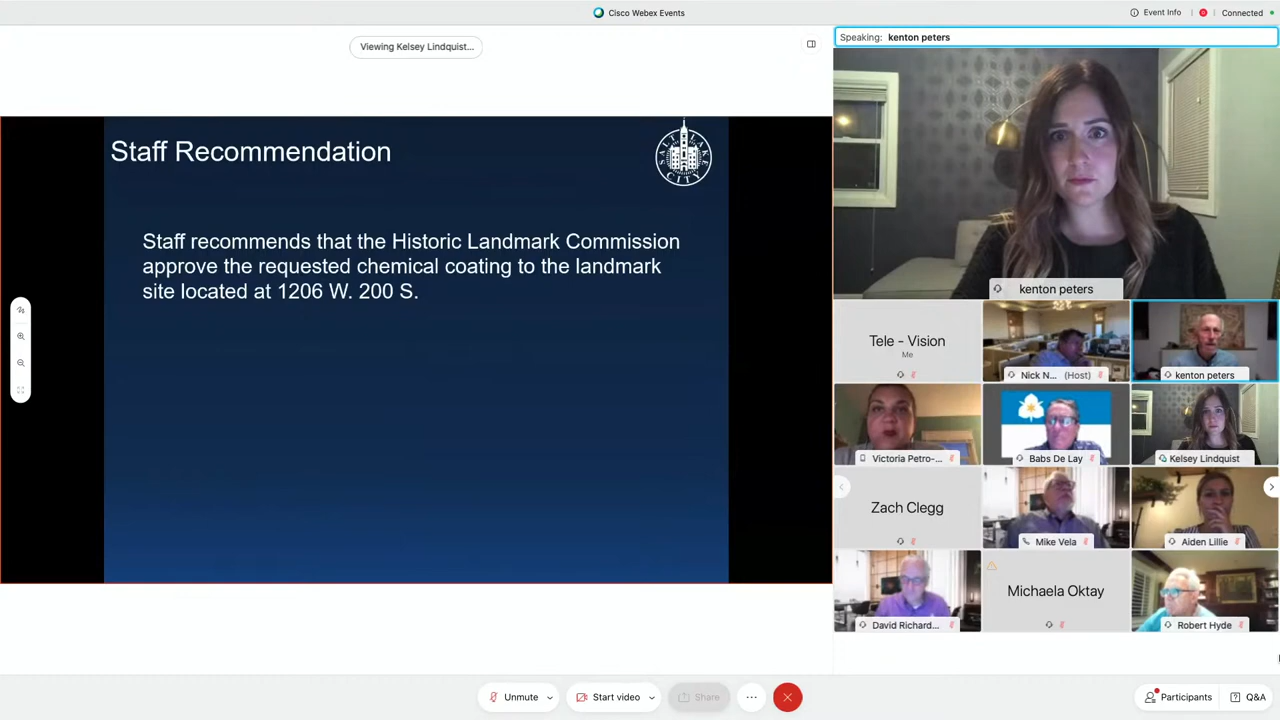 Cisco Webex Events
Event Info
Connected
Viewing Kelsey Lindquist...
Speaking: kenton peters
Staff Recommendation
SALT LAKE
CITY
Staff recommends that the Historic Landmark Commission
approve the requested chemical coating to the landmark
site located at 1206 W. 200 S.
kenton peters
Tele - Vision
Me
Nick N... (Host)
kenton peters
Victoria Petro-...
Babs De Lay
Kelsey Lindquist
Zach Clegg
Mike Vela
Aiden Lillie
David Richard...
Michaela Oktay
Robert Hyde
Unmute
Start video
Share
Participants
Q&A